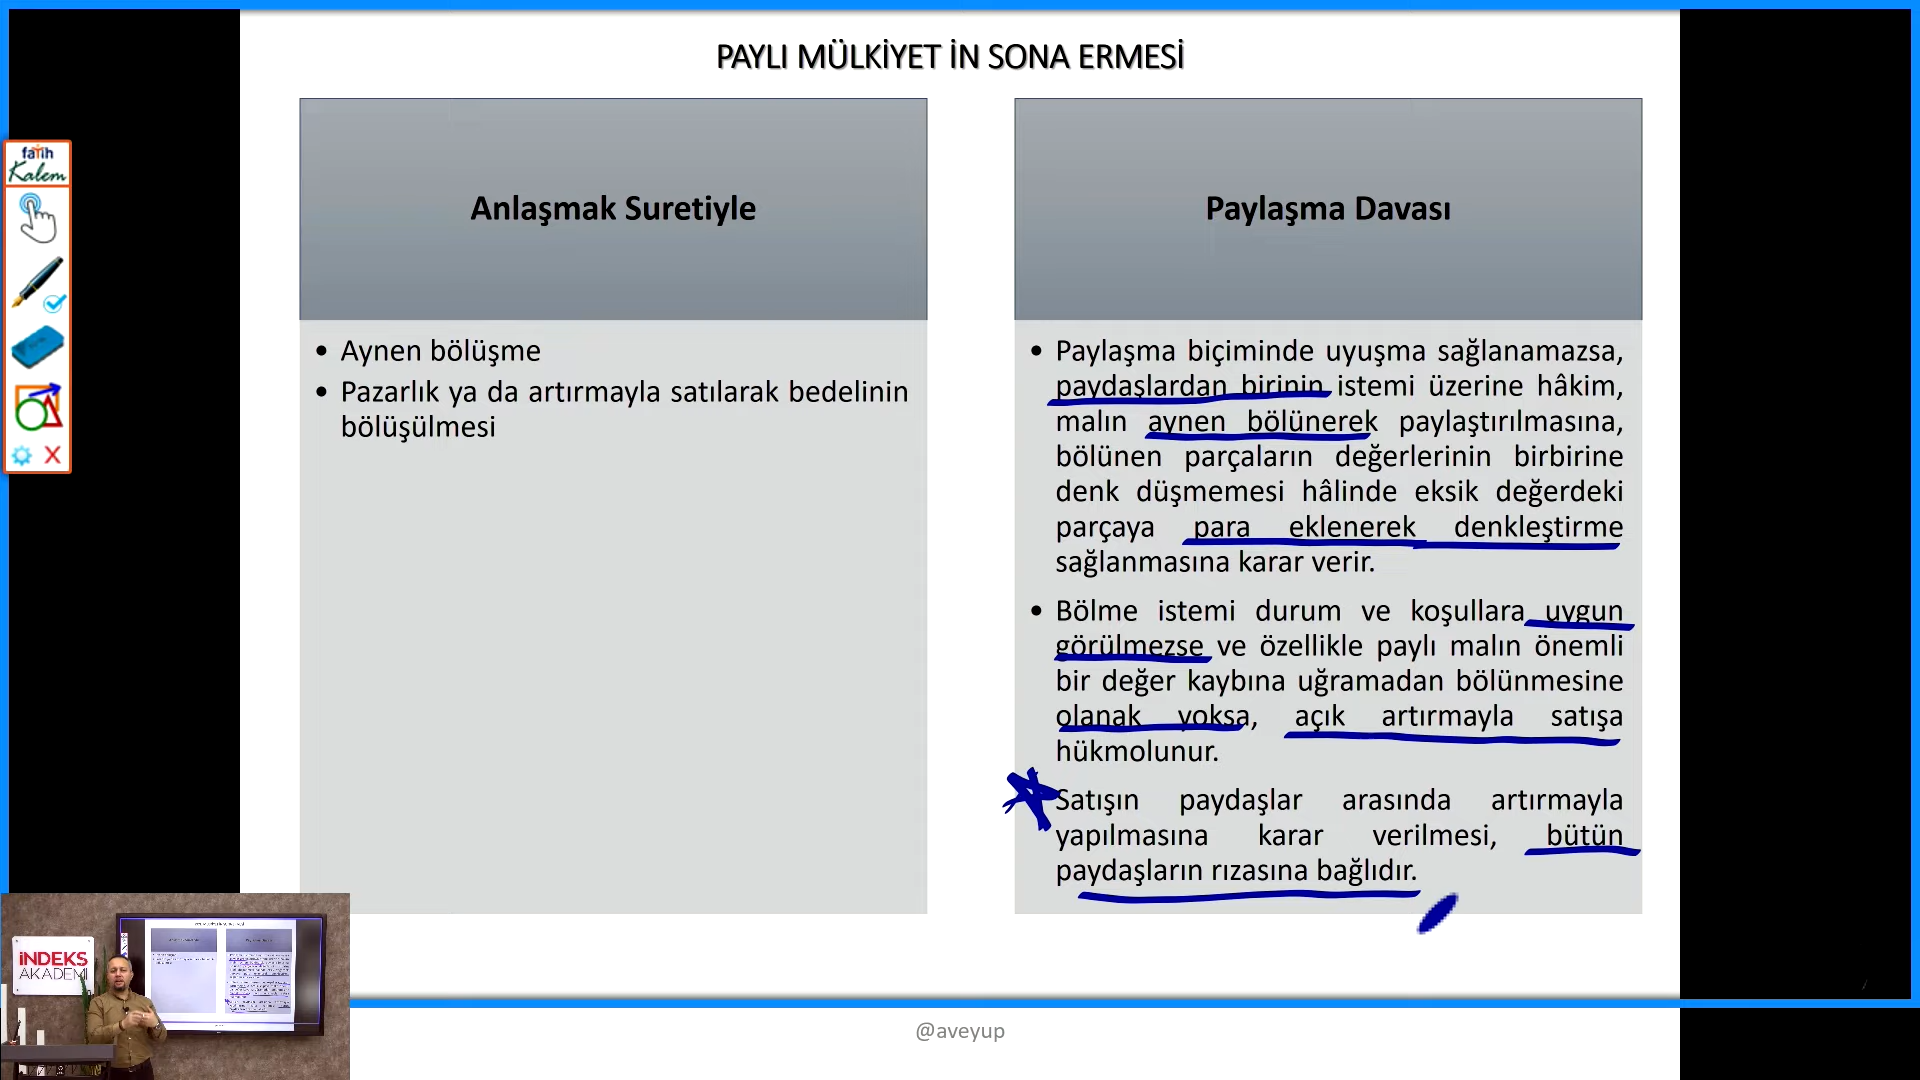 PAYLI MÜLKİYET İN SONA ERMESİ
fatih
Kalem
Anlaşmak Suretiyle
• Aynen bölüşme
• Pazarlık ya da artırmayla satılarak bedelinin
bölüşülmesi
Paylaşma Davası
• Paylaşma biçiminde uyuşma sağlanamazsa,
paydaşlardan birinin istemi üzerine hâkim,
malın aynen bölünerek paylaştırılmasına,
bölünen parçaların değerlerinin birbirine
denk düşmemesi hâlinde eksik değerdeki
parçaya para eklenerek denkleştirme
sağlanmasına karar verir.
• Bölme istemi durum ve koşullara uygun
görülmezse ve özellikle paylı malın önemli
bir değer kaybına uğramadan bölünmesine
olanak yoksa, açık artırmayla satışa
hükmolunur.
Satışın paydaşlar arasında artırmayla
yapılmasına karar verilmesi, bütün
paydaşların rızasına bağlıdır.
İNDEKS
AKADEMİ
@aveyup